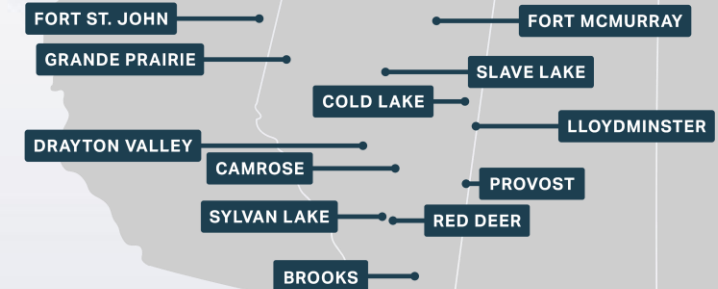 FORT ST. JOHN
FORT MCMURRAY
GRANDE PRAIRIE
SLAVE LAKE
COLD LAKE
LLOYDMINSTER
DRAYTON VALLEY
CAMROSE
PROVOST
SYLVAN LAKE
RED DEER
BROOKS